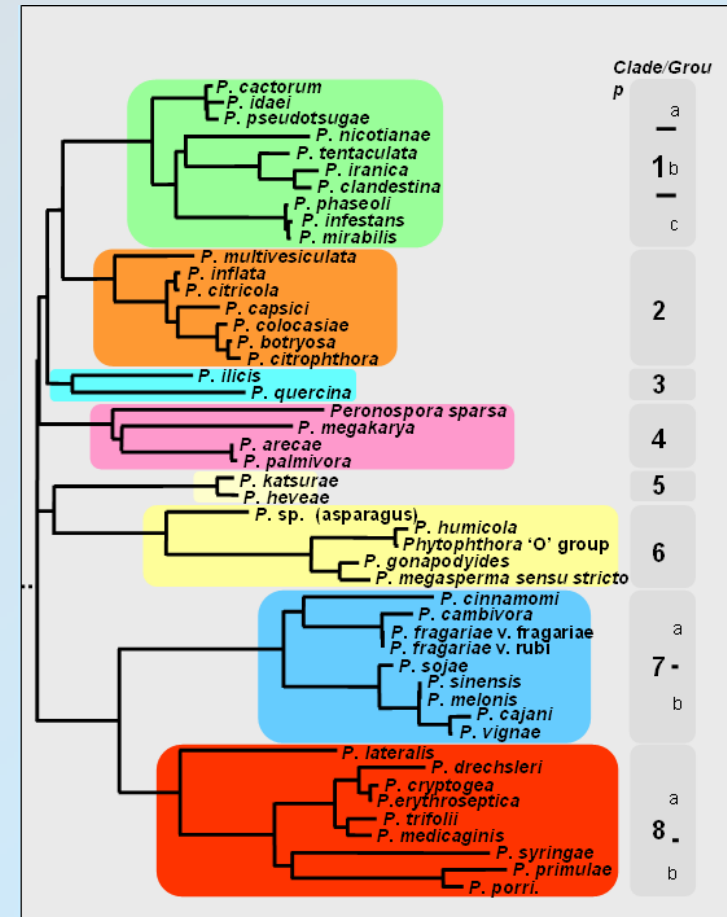 Clade/Grou
p
P. cactorum
P. idaei
P. pseudotsugae
P. nicotianae
P. tentaculata
P. iranica
P. clandestina
P. phaseoli
P. infestans
P. mirabilis
a
1 b
c
P. multivesiculata
P. inflata
P. citricola
P. capsici
P. colocasiae
P. botryosa
P. citrophthora
2
P. ilicis
P. quercina
3
Peronospora sparsa
P. megakarya
P. arecae
P. palmivora
4
P. katsurae
P. heveae
5
P. sp. (asparagus)
P. humicola
Phytophthora ‘O’ group
P. gonapodyides
P. megasperma sensu stricto
6
P. cinnamomi
P. cambivora
P. fragariae v. fragariae
P. fragariae v. rubi
P. sojae
P. sinensis
P. melonis
P. cajani
P. vignae
a
7 -
b
P. lateralis
P. drechsleri
P. cryptogea
P.erythroseptica
P. trifolii
P. medicaginis
P. syringae
P. primulae
P. porri.
a
8 -
b